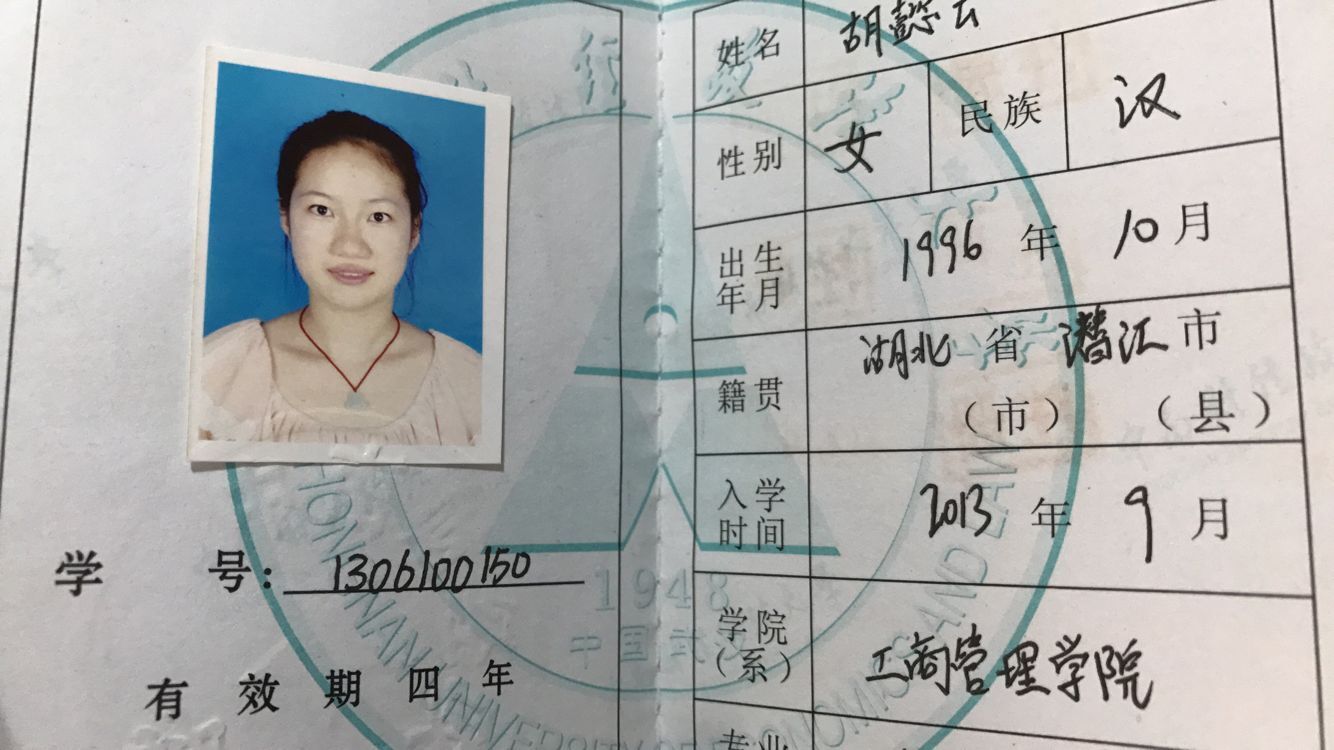 学 号: 1306100150
有 效 期 四 年
姓名 胡懿云
性别 女 民族 汉
出生年月 1996 年 10 月
籍贯 湖北 省(市) 潜江 市(县)
入学时间 2013 年 9 月
学院(系) 工商管理学院
专业
1948
中国武汉